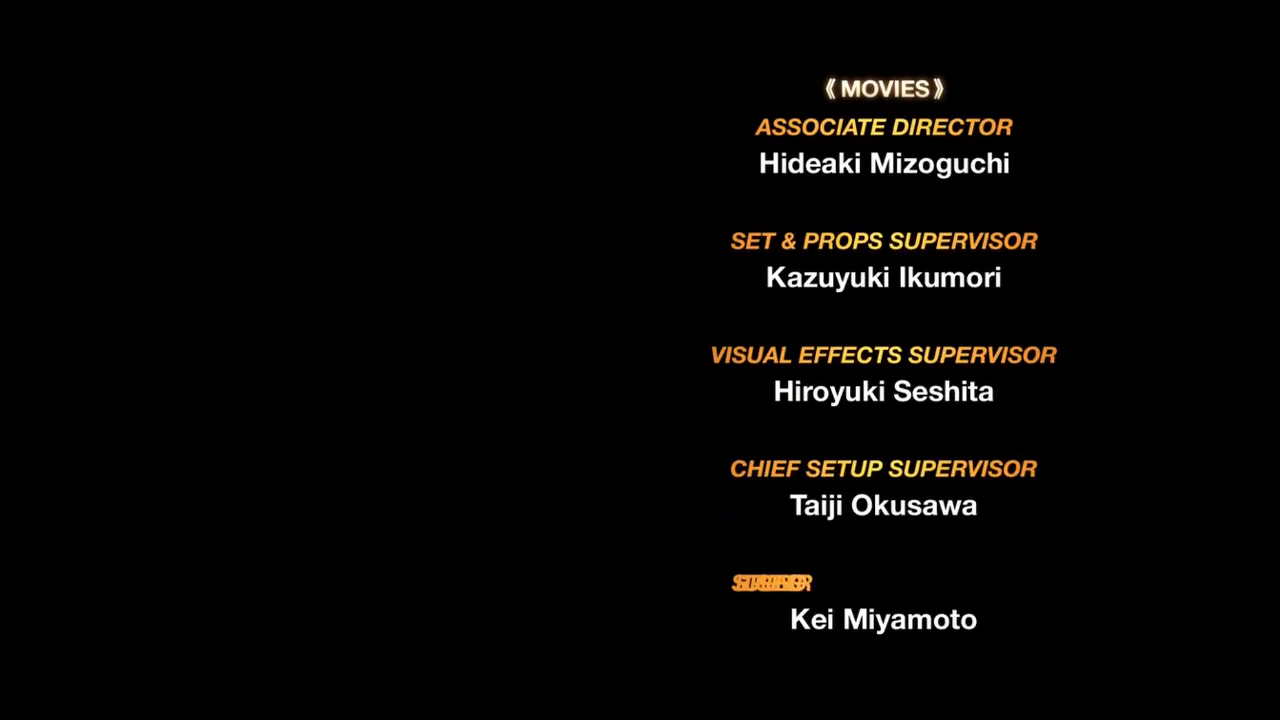 《MOVIES》
ASSOCIATE DIRECTOR
Hideaki Mizoguchi
SET & PROPS SUPERVISOR
Kazuyuki Ikumori
VISUAL EFFECTS SUPERVISOR
Hiroyuki Seshita
CHIEF SETUP SUPERVISOR
Taiji Okusawa
Kei Miyamoto